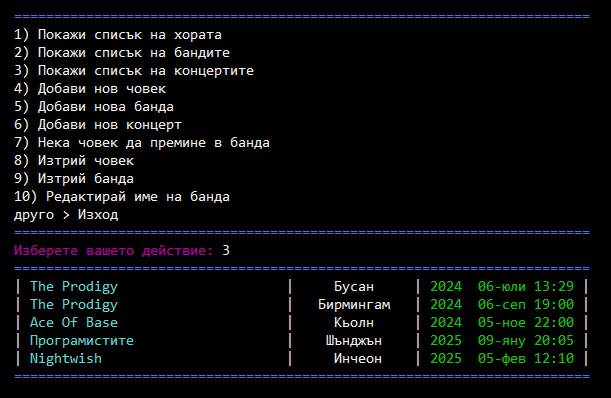 ================================================================
1) Покажи списък на хората
2) Покажи списък на бандите
3) Покажи списък на концертите
4) Добави нов човек
5) Добави нова банда
6) Добави нов концерт
7) Нека човек да премине в банда
8) Изтрий човек
9) Изтрий банда
10) Редактирай име на банда
друго > Изход
================================================================
Изберете вашето действие: 3
================================================================
| The Prodigy | Бусан | 2024 06-юли 13:29 |
| The Prodigy | Бирмингам | 2024 06-сеп 19:00 |
| Ace Of Base | Кьолн | 2024 05-ное 22:00 |
| Програмистите | Шънджън | 2025 09-яну 20:05 |
| Nightwish | Инчеон | 2025 05-фев 12:10 |
================================================================